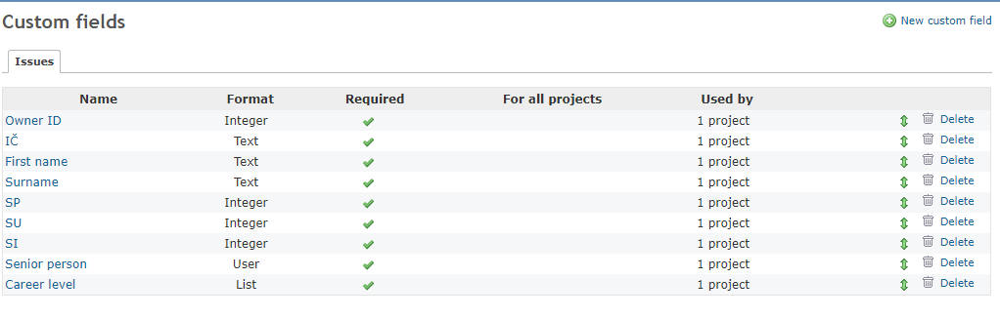 Custom fields
New custom field
Issues
Name Format Required For all projects Used by
Owner ID Integer 1 project Delete
IČ Text 1 project Delete
First name Text 1 project Delete
Surname Text 1 project Delete
SP Integer 1 project Delete
SU Integer 1 project Delete
SI Integer 1 project Delete
Senior person User 1 project Delete
Career level List 1 project Delete